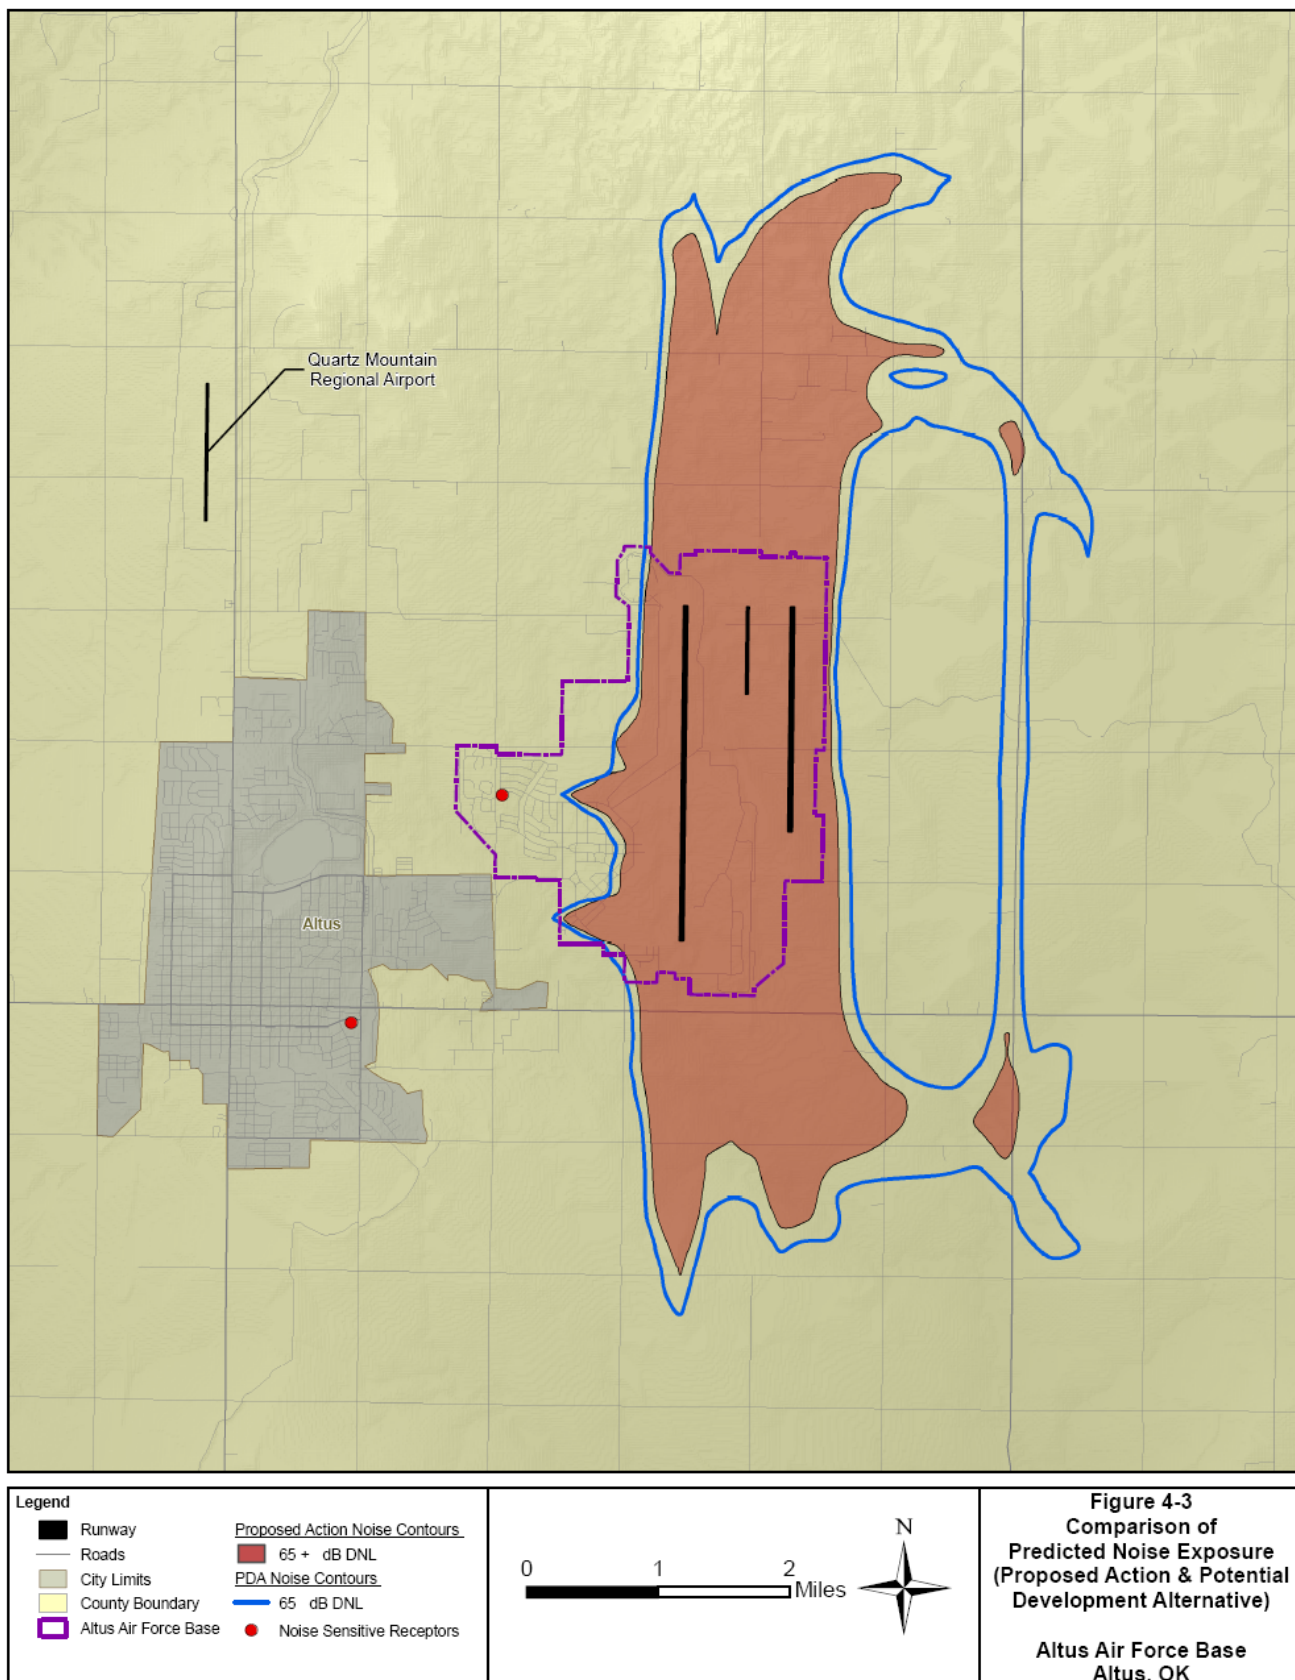 Quartz Mountain
Regional Airport
Altus
Legend
Runway
Roads
City Limits
County Boundary
Altus Air Force Base
Proposed Action Noise Contours
65 + dB DNL
PDA Noise Contours
65 dB DNL
Noise Sensitive Receptors
0 1 2
Miles
N
Figure 4-3
Comparison of
Predicted Noise Exposure
(Proposed Action & Potential
Development Alternative)
Altus Air Force Base
Altus, OK